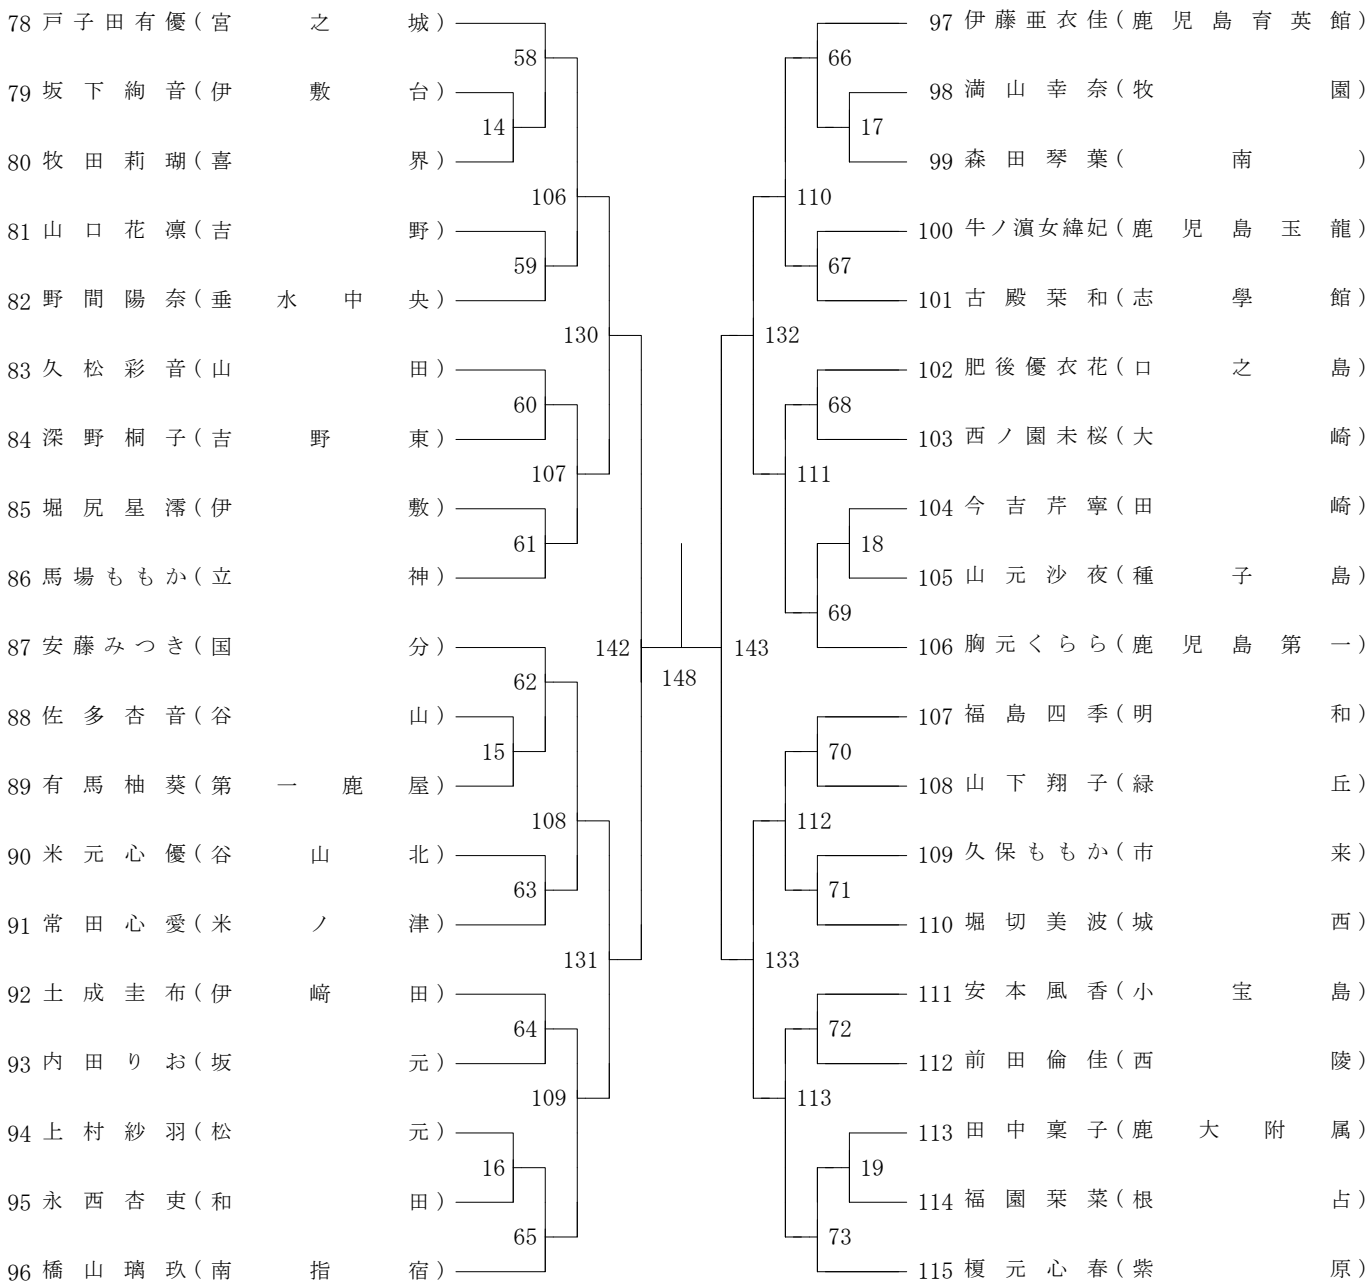 78 戸子田有優(宮之城)
79 坂下絢音(伊敷台)
80 牧田莉瑚(喜界)
81 山口花凛(吉野)
82 野間陽奈(垂水中央)
83 久松彩音(山田)
84 深野桐子(吉野東)
85 堀尻星澪(伊敷)
86 馬場ももか(立神)
87 安藤みつき(国分)
88 佐多杏音(谷山)
89 有馬柚葵(第一鹿屋)
90 米元心優(谷山北)
91 常田心愛(米ノ津)
92 土成圭布(伊﨑田)
93 内田りお(坂元)
94 上村紗羽(松元)
95 永西杏吏(和田)
96 橋山璃玖(南指宿)
58
14
106
59
130
60
107
61
142
62
15
108
63
131
64
109
16
65
148
66
17
110
67
132
68
111
18
69
143
70
112
71
133
72
113
19
73
97 伊藤亜衣佳(鹿児島育英館)
98 満山幸奈(牧園)
99 森田琴葉(南)
100 牛ノ濵女緯妃(鹿児島玉龍)
101 古殿栞和(志學館)
102 肥後優衣花(口之島)
103 西ノ園未桜(大崎)
104 今吉芹寧(田崎)
105 山元沙夜(種子島)
106 胸元くらら(鹿児島第一)
107 福島四季(明和)
108 山下翔子(緑丘)
109 久保ももか(市来)
110 堀切美波(城西)
111 安本風香(小宝島)
112 前田倫佳(西陵)
113 田中稟子(鹿大附属)
114 福園栞菜(根占)
115 榎元心春(紫原)